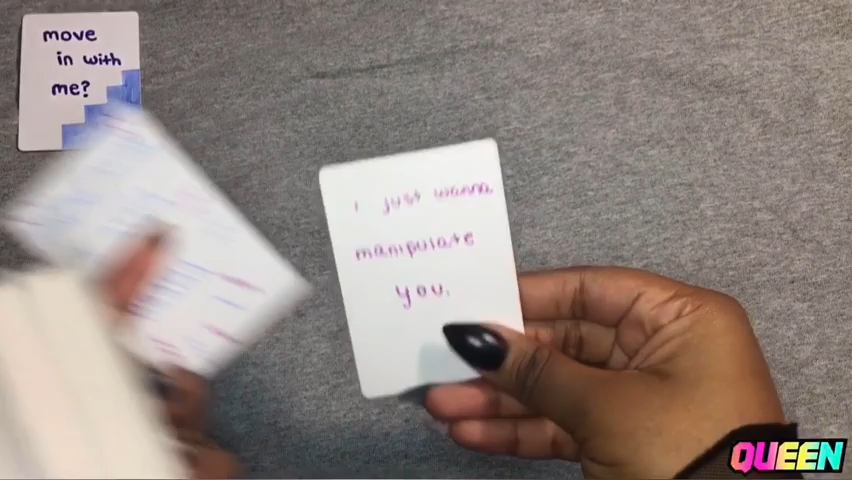 move
in with
me?
i just wanna
manipulate
you.
QUEEN